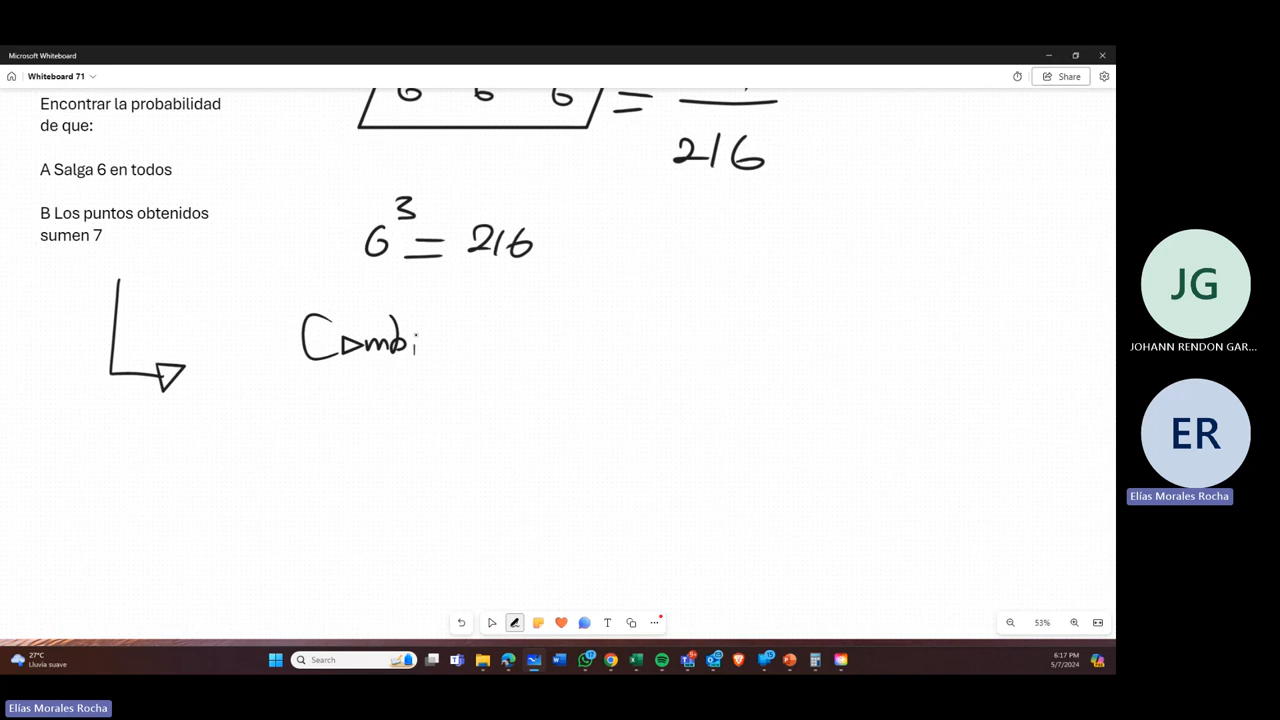 Microsoft Whiteboard
Whiteboard 71
Share
Encontrar la probabilidad
de que:
A Salga 6 en todos
B Los puntos obtenidos
sumen 7
6 6 6 =
216
6³ = 216
Combi
JG
JOHANN RENDON GAR...
ER
Elías Morales Rocha
53%
27°C
Lluvia suave
Search
6:17 PM
5/7/2024
Elías Morales Rocha